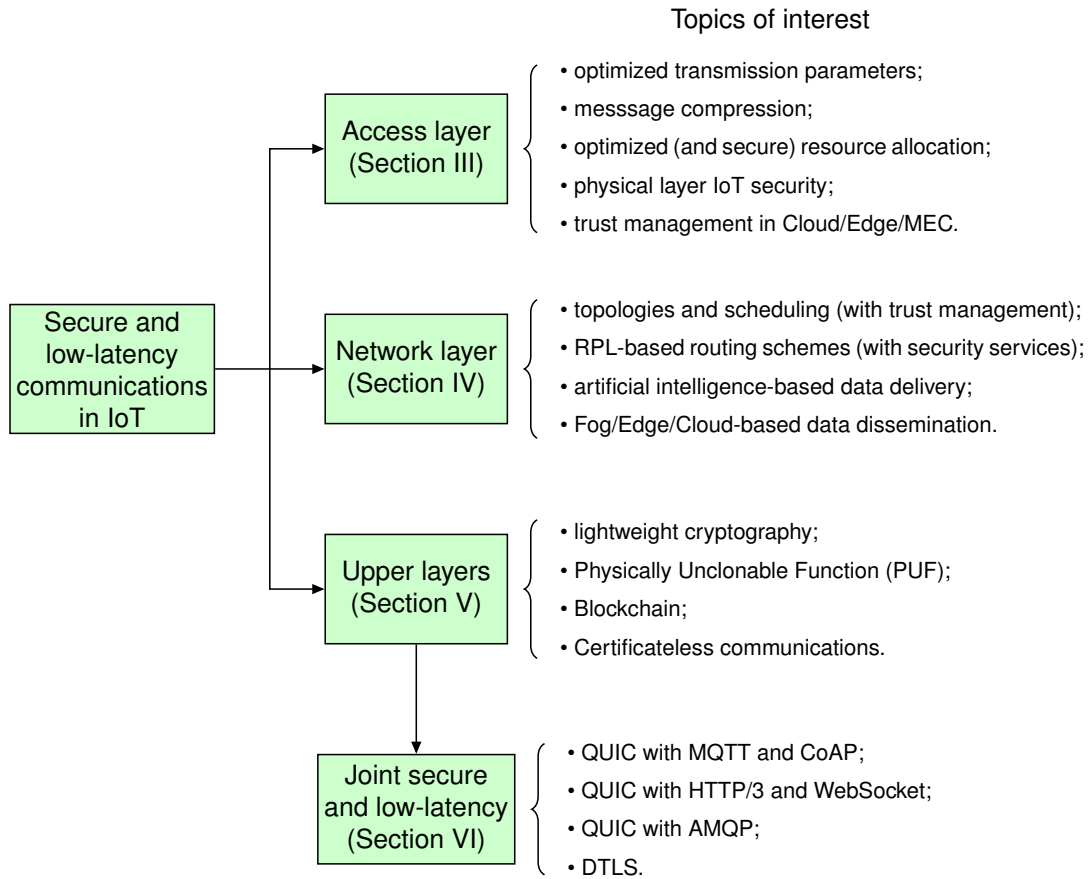 Topics of interest
Access layer
(Section III)
• optimized transmission parameters;
• messsage compression;
• optimized (and secure) resource allocation;
• physical layer IoT security;
• trust management in Cloud/Edge/MEC.
Secure and
low-latency
communications
in IoT
Network layer
(Section IV)
• topologies and scheduling (with trust management);
• RPL-based routing schemes (with security services);
• artificial intelligence-based data delivery;
• Fog/Edge/Cloud-based data dissemination.
Upper layers
(Section V)
• lightweight cryptography;
• Physically Unclonable Function (PUF);
• Blockchain;
• Certificateless communications.
Joint secure
and low-latency
(Section VI)
• QUIC with MQTT and CoAP;
• QUIC with HTTP/3 and WebSocket;
• QUIC with AMQP;
• DTLS.